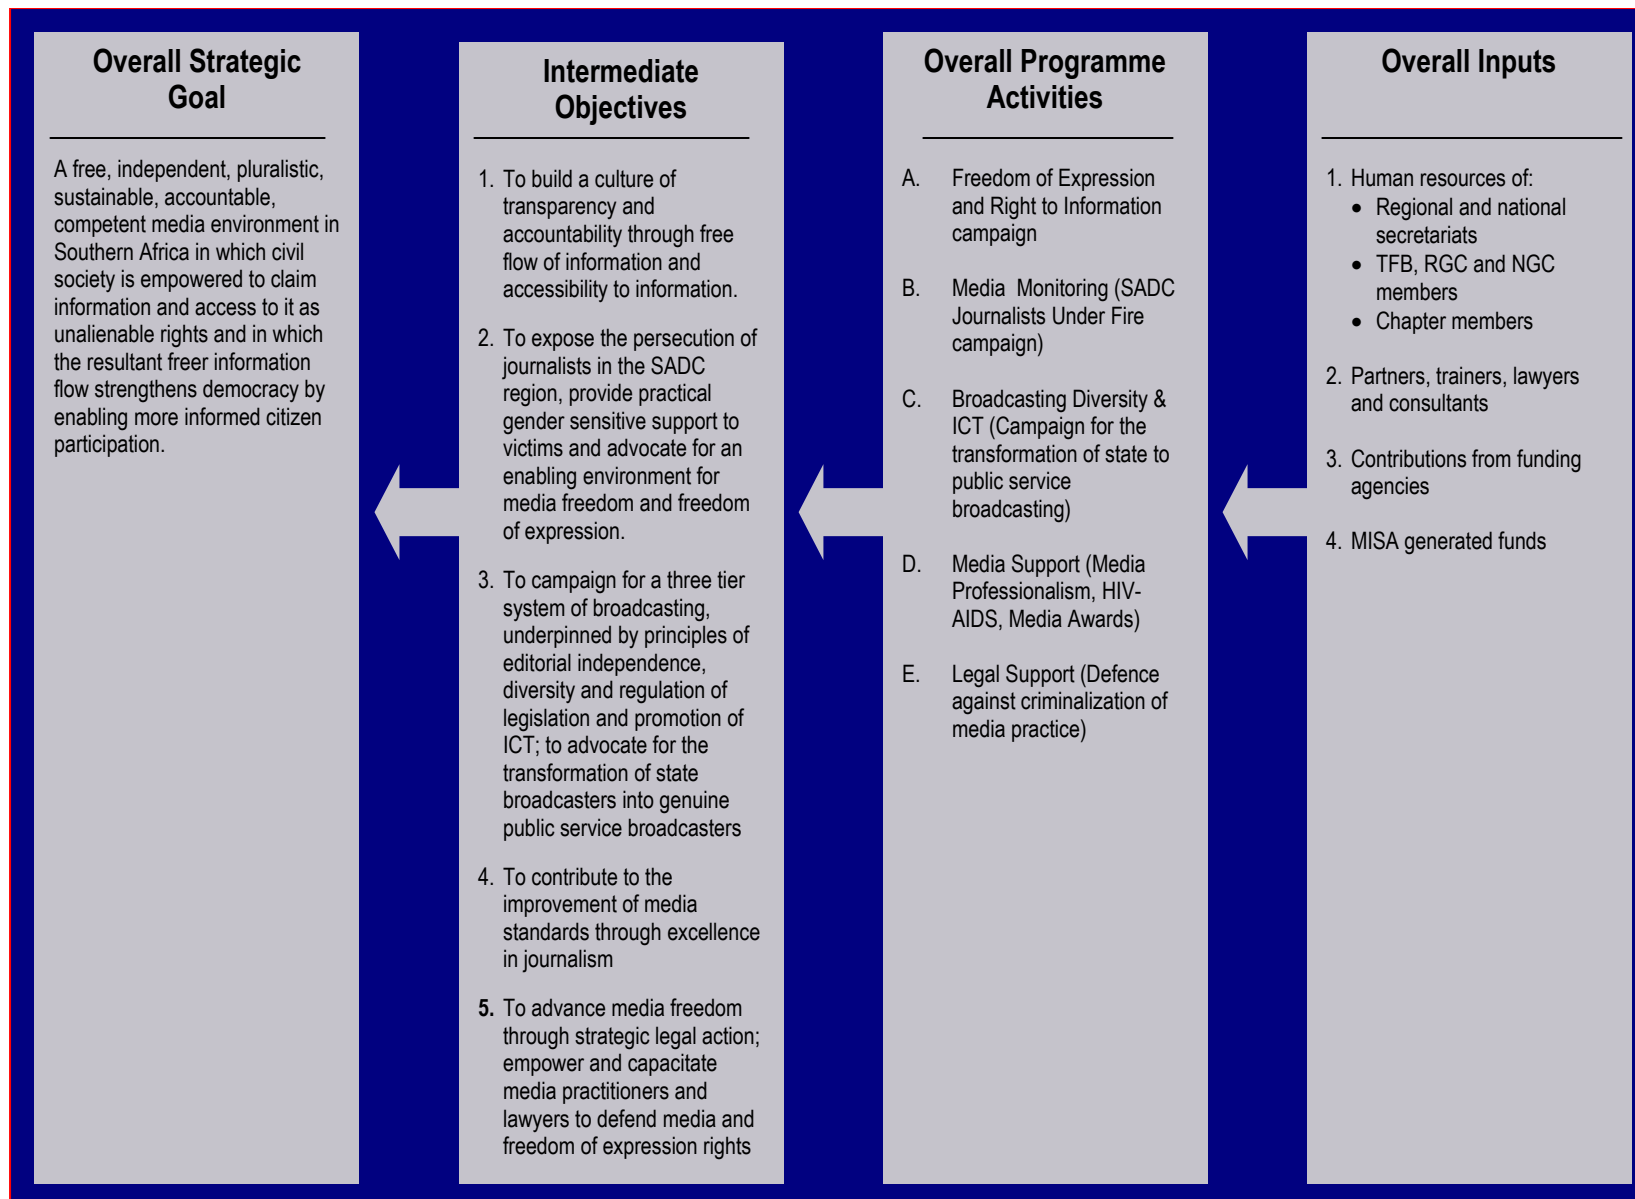 Overall Strategic
Goal
A free, independent, pluralistic,
sustainable, accountable,
competent media environment in
Southern Africa in which civil
society is empowered to claim
information and access to it as
unalienable rights and in which
the resultant freer information
flow strengthens democracy by
enabling more informed citizen
participation.
Intermediate
Objectives
1. To build a culture of
transparency and
accountability through free
flow of information and
accessibility to information.
2. To expose the persecution of
journalists in the SADC
region, provide practical
gender sensitive support to
victims and advocate for an
enabling environment for
media freedom and freedom
of expression.
3. To campaign for a three tier
system of broadcasting,
underpinned by principles of
editorial independence,
diversity and regulation of
legislation and promotion of
ICT; to advocate for the
transformation of state
broadcasters into genuine
public service broadcasters
4. To contribute to the
improvement of media
standards through excellence
in journalism
5. To advance media freedom
through strategic legal action;
empower and capacitate
media practitioners and
lawyers to defend media and
freedom of expression rights
Overall Programme
Activities
A. Freedom of Expression
and Right to Information
campaign
B. Media Monitoring (SADC
Journalists Under Fire
campaign)
C. Broadcasting Diversity &
ICT (Campaign for the
transformation of state to
public service
broadcasting)
D. Media Support (Media
Professionalism, HIV-
AIDS, Media Awards)
E. Legal Support (Defence
against criminalization of
media practice)
Overall Inputs
1. Human resources of:
• Regional and national
secretariats
• TFB, RGC and NGC
members
• Chapter members
2. Partners, trainers, lawyers
and consultants
3. Contributions from funding
agencies
4. MISA generated funds